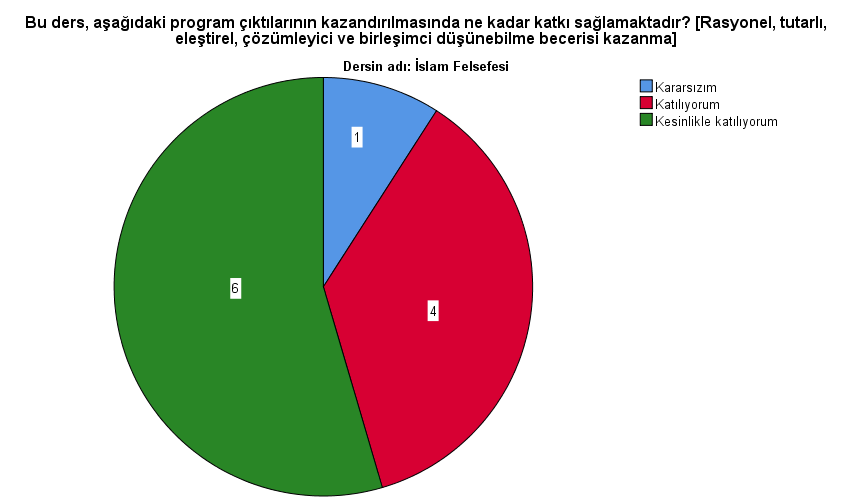 Bu ders, aşağıdaki program çıktılarının kazandırılmasında ne kadar katkı sağlamaktadır? [Rasyonel, tutarlı,
eleştirel, çözümleyici ve birleşimci düşünebilme becerisi kazanma]
Dersin adı: İslam Felsefesi
Kararsızım
Katılıyorum
Kesinlikle katılıyorum
1
6
4